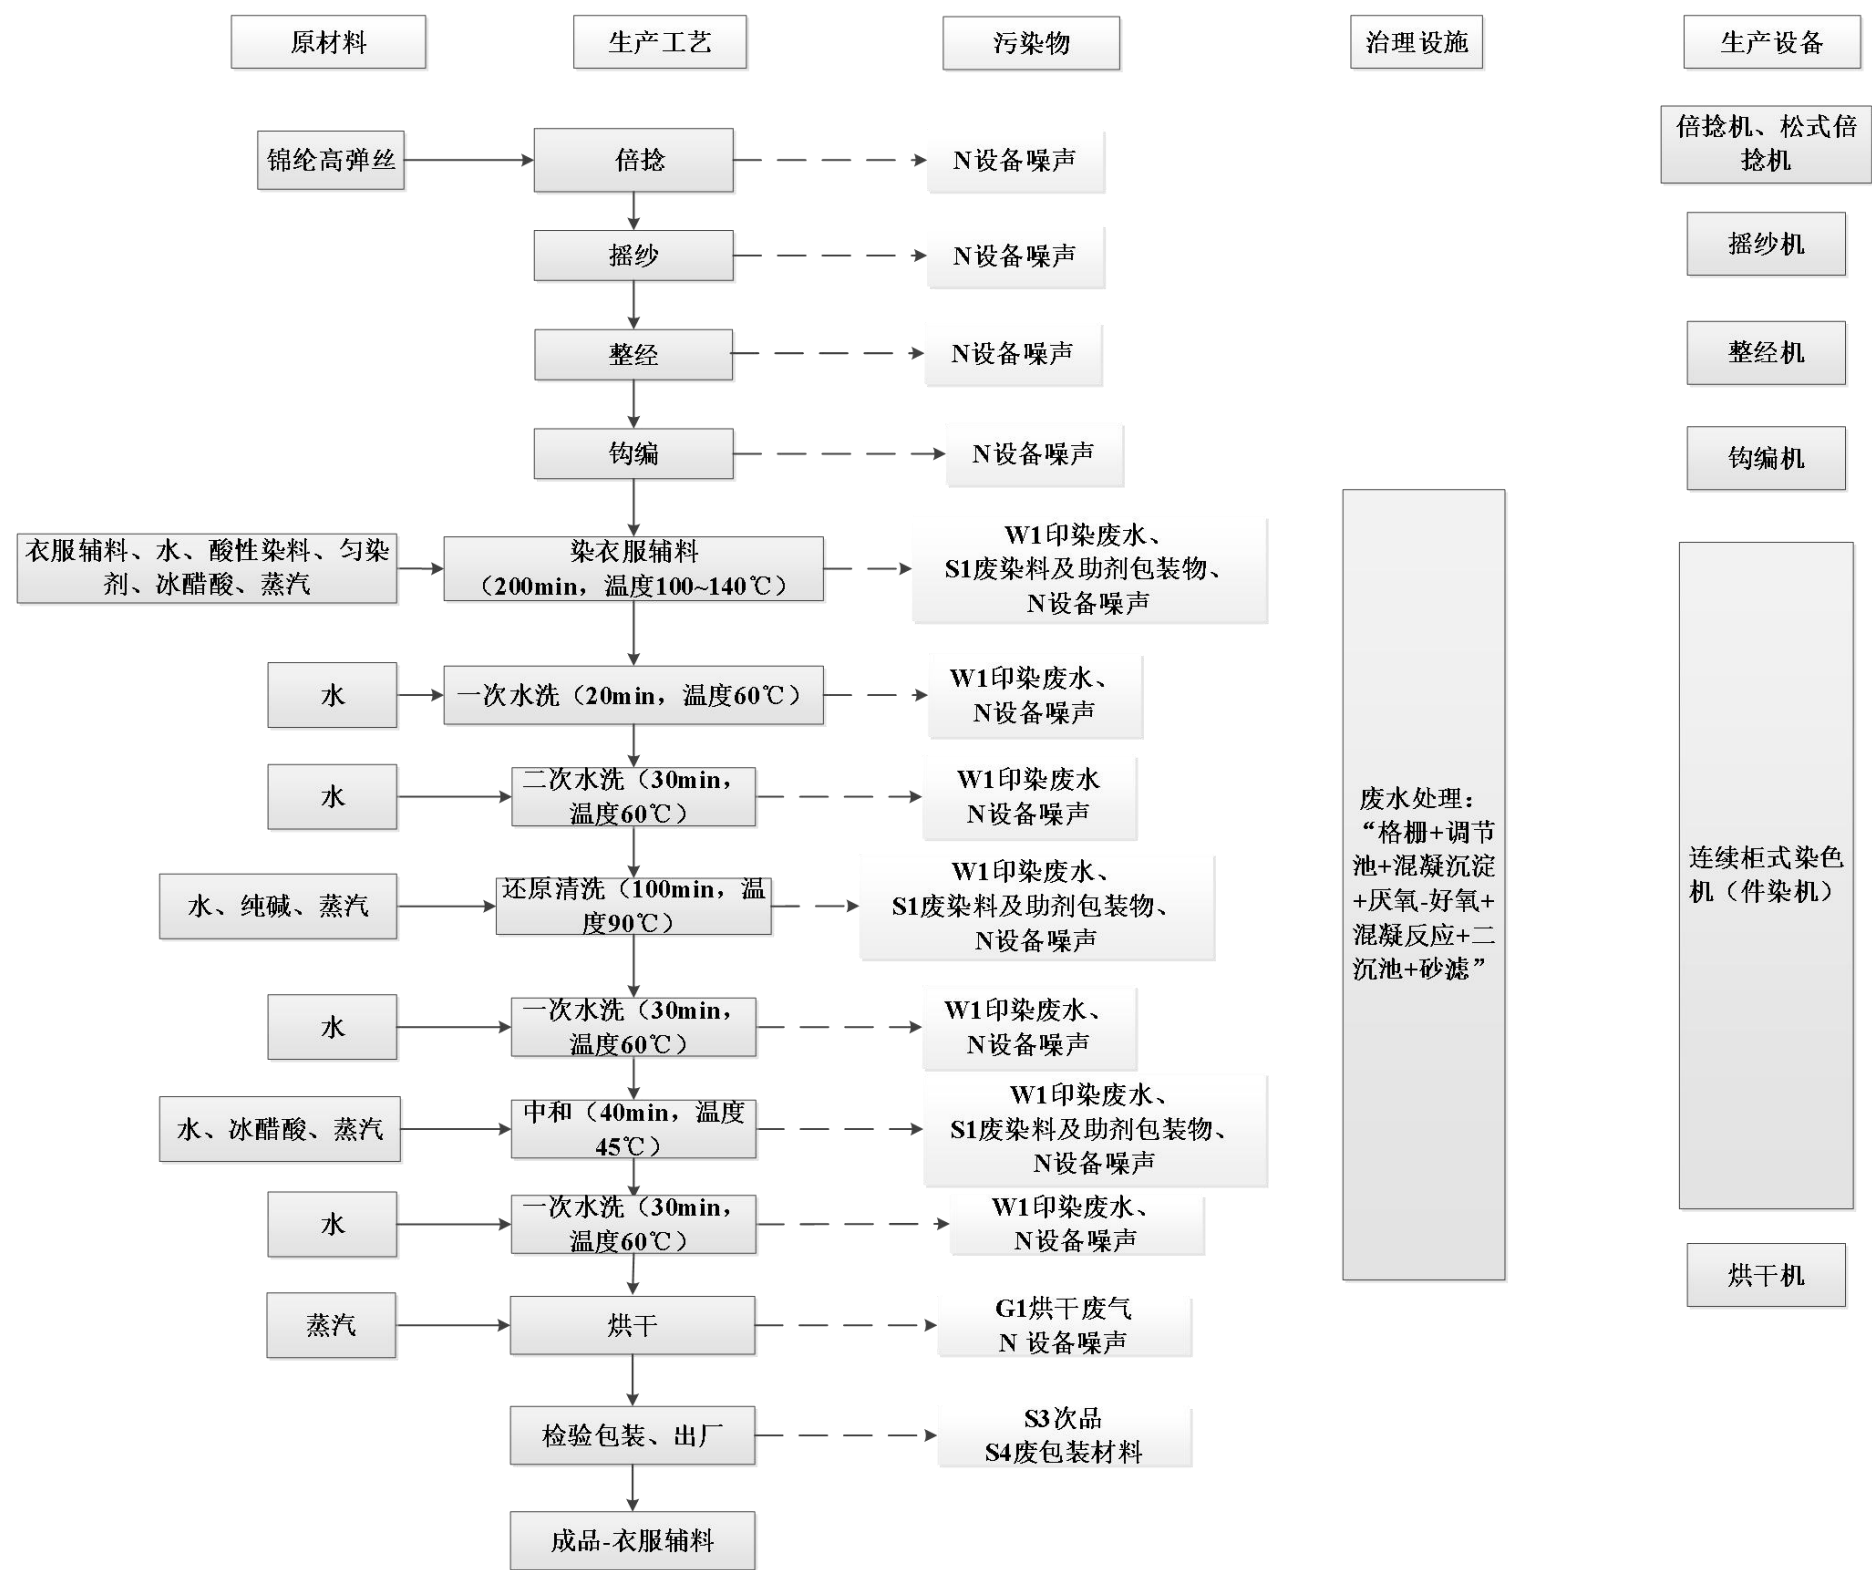 原材料
生产工艺
污染物
治理设施
生产设备
锦纶高弹丝
倍捻
N设备噪声
倍捻机、松式倍
捻机
摇纱
N设备噪声
摇纱机
整经
N设备噪声
整经机
钩编
N设备噪声
钩编机
衣服辅料、水、酸性染料、匀染
剂、冰醋酸、蒸汽
染衣服辅料
（200min，温度100~140℃）
W1印染废水、
S1废染料及助剂包装物、
N设备噪声
水
一次水洗（20min，温度60℃）
W1印染废水、
N设备噪声
水
二次水洗（30min，
温度60℃）
W1印染废水
N设备噪声
废水处理：
“格栅+调节
池+混凝沉淀
+厌氧-好氧+
混凝反应+二
沉池+砂滤”
连续柜式染色
机（件染机）
水、纯碱、蒸汽
还原清洗（100min，温
度90℃）
W1印染废水、
S1废染料及助剂包装物、
N设备噪声
水
一次水洗（30min，
温度60℃）
W1印染废水、
N设备噪声
水、冰醋酸、蒸汽
中和（40min，温度
45℃）
W1印染废水、
S1废染料及助剂包装物、
N设备噪声
水
一次水洗（30min，
温度60℃）
W1印染废水、
N设备噪声
烘干机
蒸汽
烘干
G1烘干废气
N 设备噪声
检验包装、出厂
S3次品
S4废包装材料
成品-衣服辅料